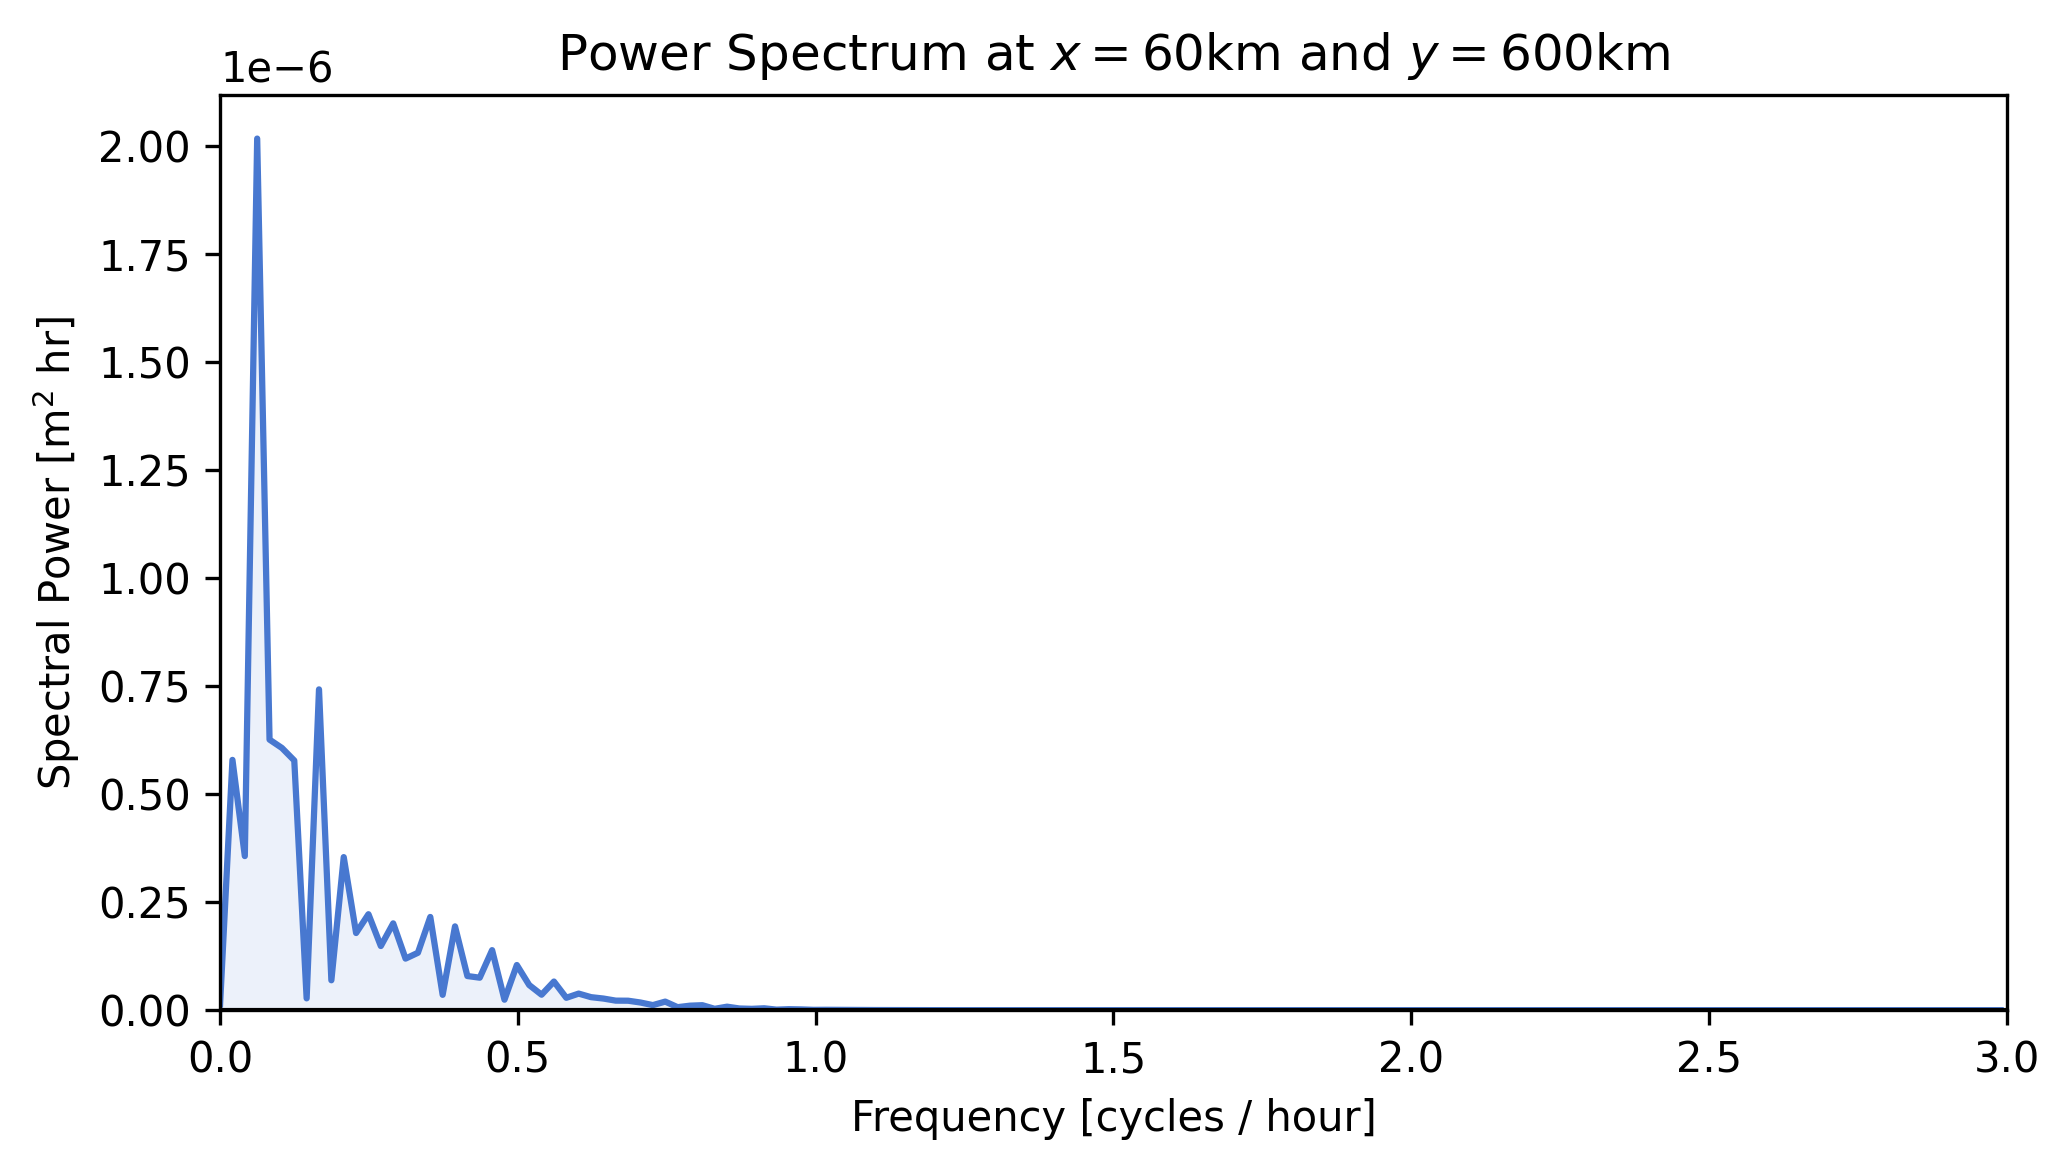 Power Spectrum at x = 60km and y = 600km
1e−6
2.00
1.75
1.50
1.25
1.00
0.75
0.50
0.25
0.00
Spectral Power [m² hr]
0.0 0.5 1.0 1.5 2.0 2.5 3.0
Frequency [cycles / hour]